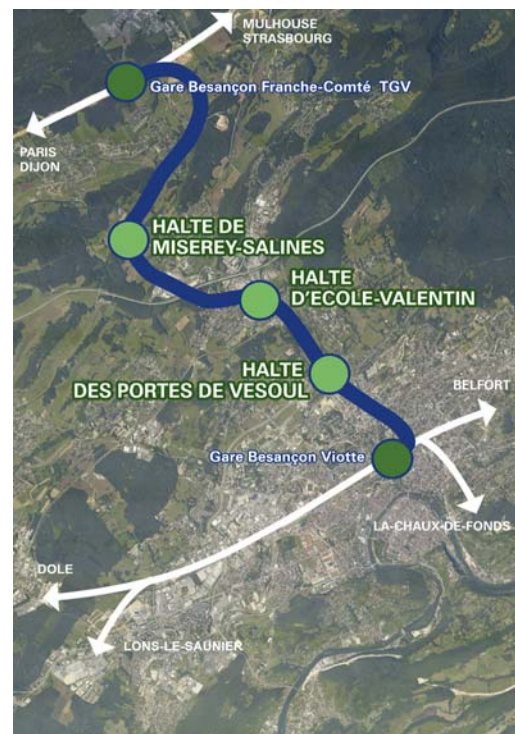 MULHOUSE
STRASBOURG
Gare Besançon Franche-Comté TGV
PARIS
DIJON
HALTE DE
MISEREY-SALINES
HALTE
D'ECOLE-VALENTIN
HALTE
DES PORTES DE VESOUL
BELFORT
Gare Besançon Viotte
LA-CHAUX-DE-FONDS
DOLE
LONS-LE-SAUNIER